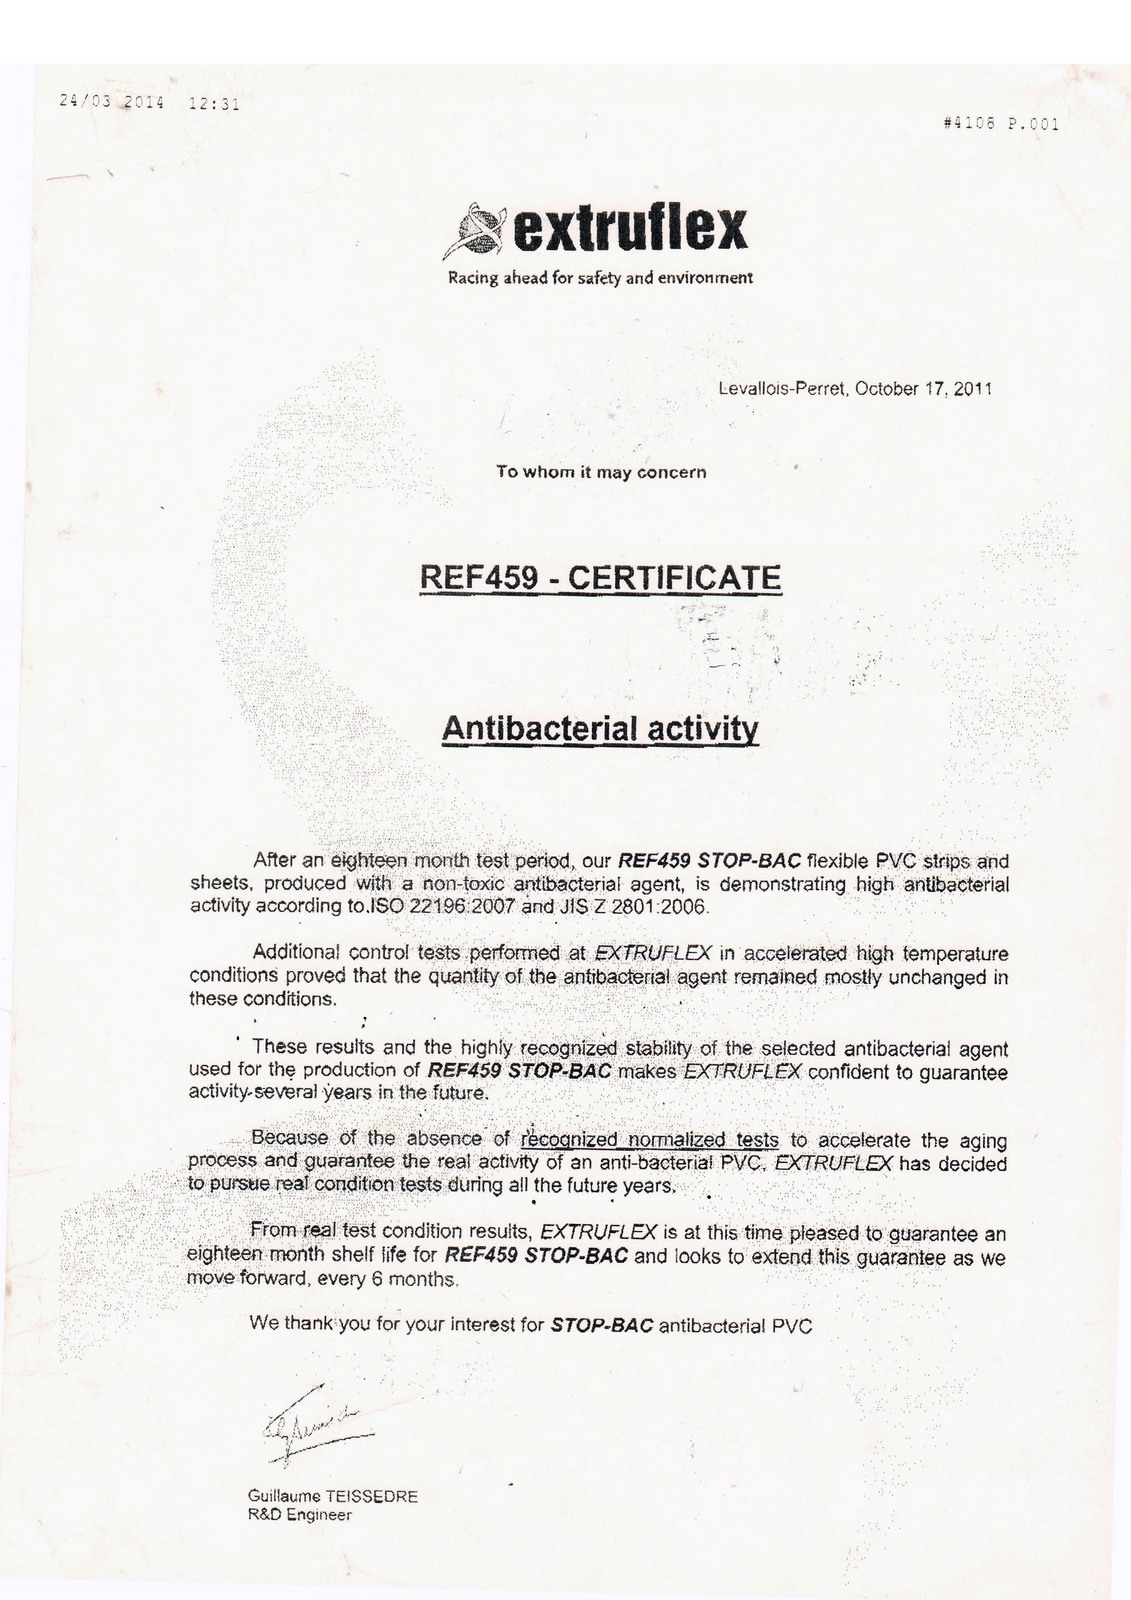 24/03 2014 12:31
#4108 P.001
extruflex
Racing ahead for safety and environment
Levallois-Perret, October 17, 2011
To whom it may concern
REF459 - CERTIFICATE
Antibacterial activity
After an eighteen month test period, our REF459 STOP-BAC flexible PVC strips and
sheets, produced with a non-toxic antibacterial agent, is demonstrating high antibacterial
activity according to ISO 22196:2007 and JIS Z 2801:2006.
Additional control tests performed at EXTRUFLEX in accelerated high temperature
conditions proved that the quantity of the antibacterial agent remained mostly unchanged in
these conditions.
These results and the highly recognized stability of the selected antibacterial agent
used for the production of REF459 STOP-BAC makes EXTRUFLEX confident to guarantee
activity several years in the future.
Because of the absence of recognized normalized tests to accelerate the aging
process and guarantee the real activity of an anti-bacterial PVC, EXTRUFLEX has decided
to pursue real condition tests during all the future years.
From real test condition results, EXTRUFLEX is at this time pleased to guarantee an
eighteen month shelf life for REF459 STOP-BAC and looks to extend this guarantee as we
move forward, every 6 months.
We thank you for your interest for STOP-BAC antibacterial PVC
Guillaume TEISSEDRE
R&D Engineer